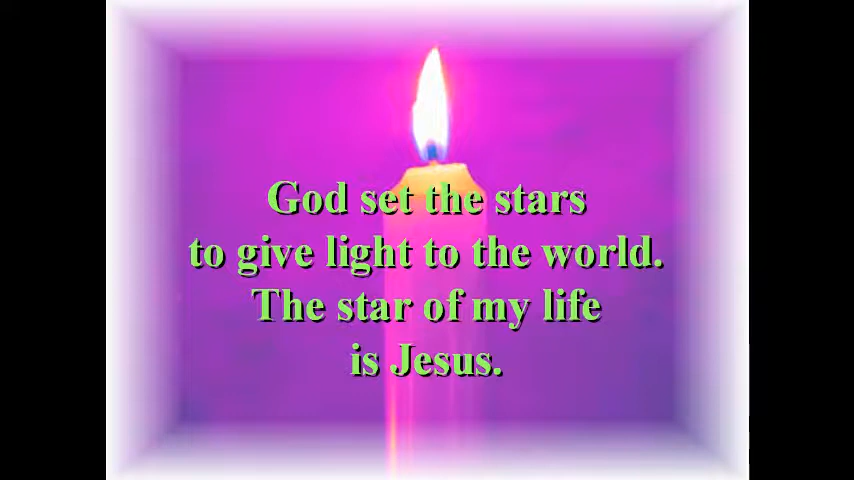 God set the stars
to give light to the world.
The star of my life
is Jesus.